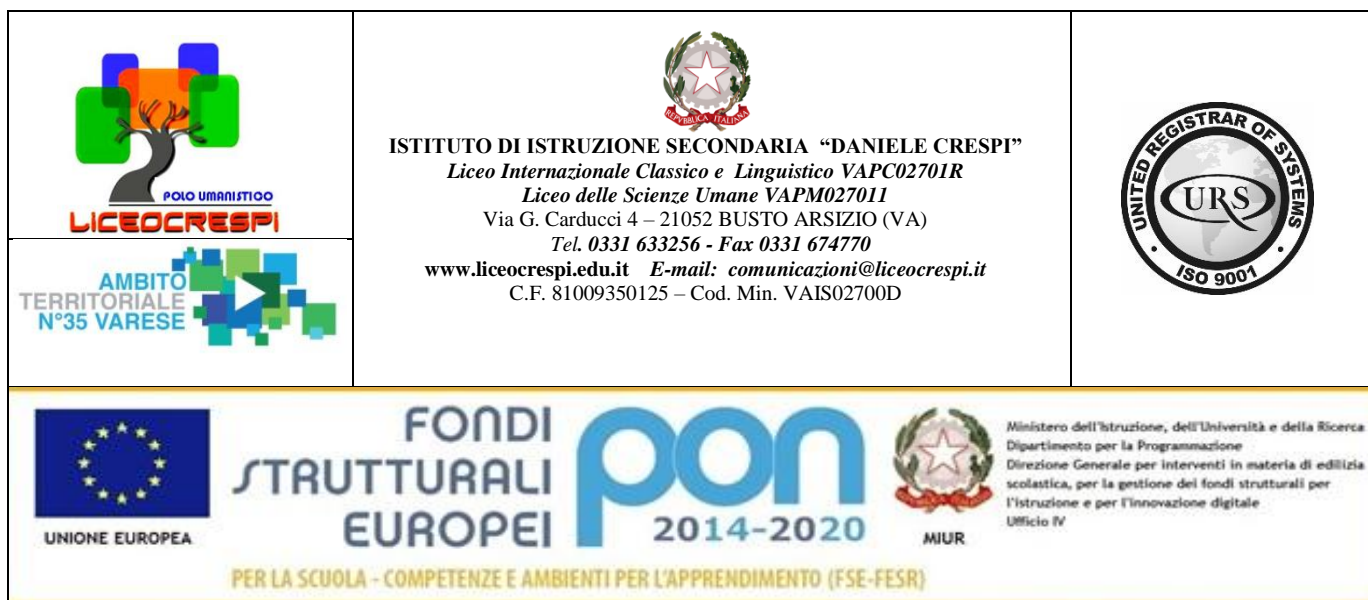 POLO UMANISTICO
LICEOCRESPI
AMBITO
TERRITORIALE
N°35 VARESE
REPVBBLICA ITALIANA
ISTITUTO DI ISTRUZIONE SECONDARIA “DANIELE CRESPI”
Liceo Internazionale Classico e Linguistico VAPC02701R
Liceo delle Scienze Umane VAPM027011
Via G. Carducci 4 – 21052 BUSTO ARSIZIO (VA)
Tel. 0331 633256 - Fax 0331 674770
www.liceocrespi.edu.it E-mail: comunicazioni@liceocrespi.it
C.F. 81009350125 – Cod. Min. VAIS02700D
UNITED REGISTRAR OF SYSTEMS
URS
ISO 9001
UNIONE EUROPEA
FONDI
STRUTTURALI
EUROPEI
pon
2014-2020
MIUR
Ministero dell'Istruzione, dell'Università e della Ricerca
Dipartimento per la Programmazione
Direzione Generale per interventi in materia di edilizia
scolastica, per la gestione dei fondi strutturali per
l'istruzione e per l'innovazione digitale
Ufficio IV
PER LA SCUOLA - COMPETENZE E AMBIENTI PER L'APPRENDIMENTO (FSE-FESR)